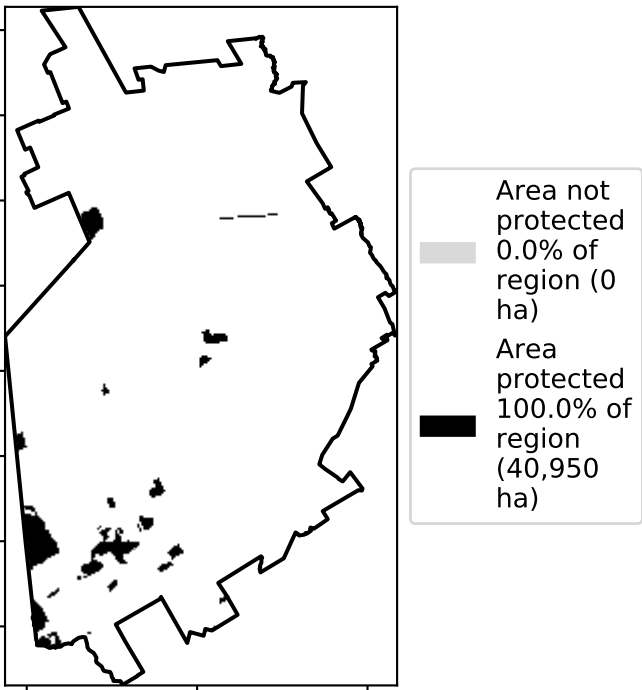 Area not
protected
0.0% of
region (0
ha)
Area
protected
100.0% of
region
(40,950
ha)